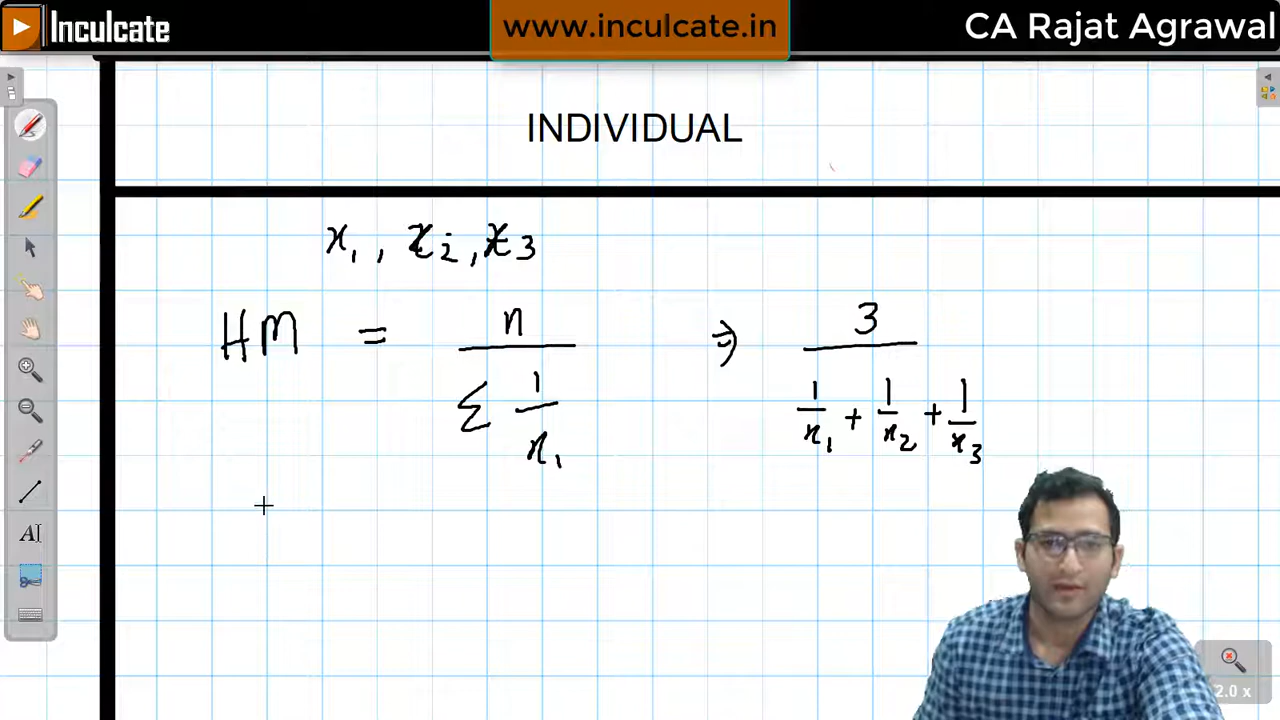 Inculcate
www.inculcate.in
CA Rajat Agrawal
INDIVIDUAL
x₁, x₂, x₃
HM = n / Σ 1/x₁ ⇒ 3 / (1/x₁ + 1/x₂ + 1/x₃)
A
2.0 x